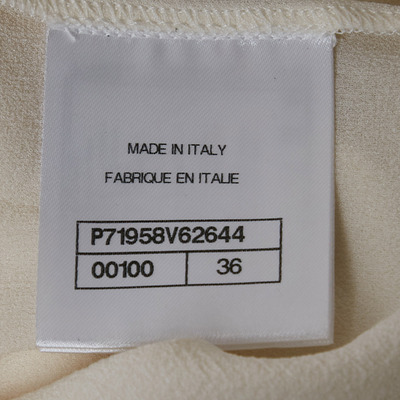 MADE IN ITALY
FABRIQUE EN ITALIE
P71958V62644
00100 36